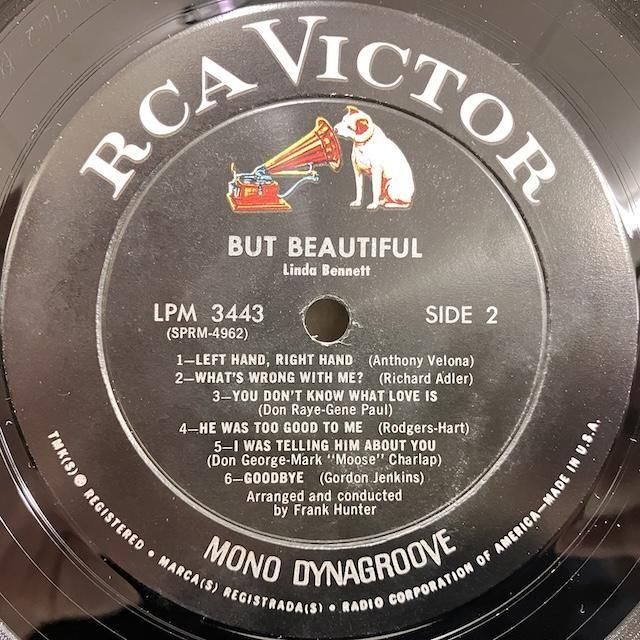 RCA VICTOR
BUT BEAUTIFUL
Linda Bennett
LPM 3443
(SPRM-4962)
SIDE 2
1—LEFT HAND, RIGHT HAND (Anthony Velona)
2—WHAT'S WRONG WITH ME? (Richard Adler)
3—YOU DON'T KNOW WHAT LOVE IS
(Don Raye-Gene Paul)
4—HE WAS TOO GOOD TO ME (Rodgers-Hart)
5—I WAS TELLING HIM ABOUT YOU
(Don George-Mark "Moose" Charlap)
6—GOODBYE (Gordon Jenkins)
Arranged and conducted
by Frank Hunter
MONO DYNAGROOVE
TMK(S) ® REGISTERED • MARCA(S) REGISTRADA(S) • RADIO CORPORATION OF AMERICA—MADE IN U.S.A.